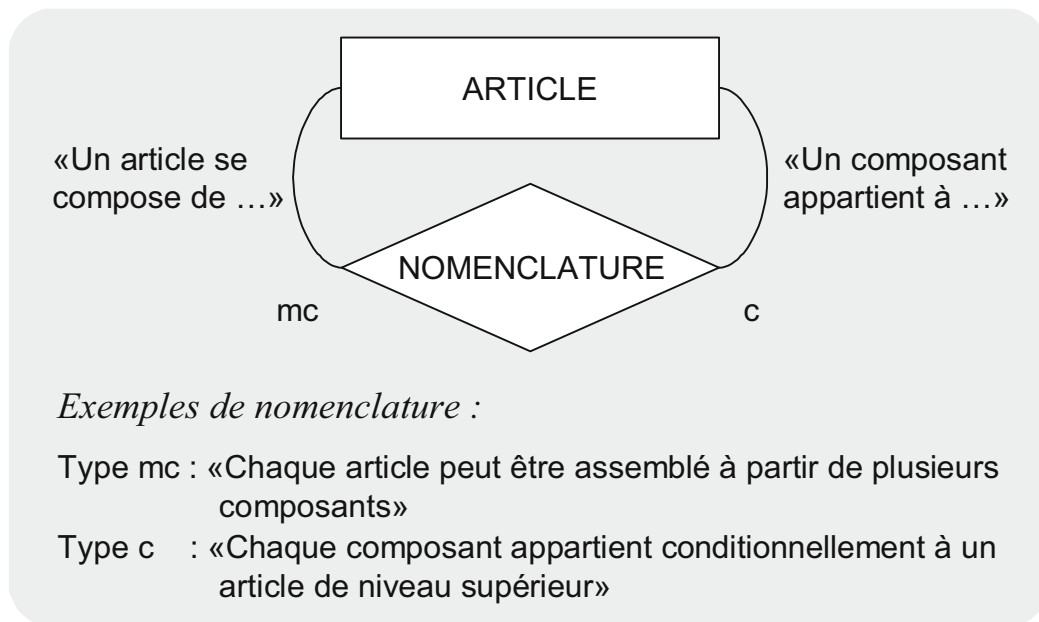 ARTICLE
«Un article se
compose de …»
«Un composant
appartient à …»
NOMENCLATURE
mc
c
Exemples de nomenclature :
Type mc : «Chaque article peut être assemblé à partir de plusieurs
composants»
Type c : «Chaque composant appartient conditionnellement à un
article de niveau supérieur»